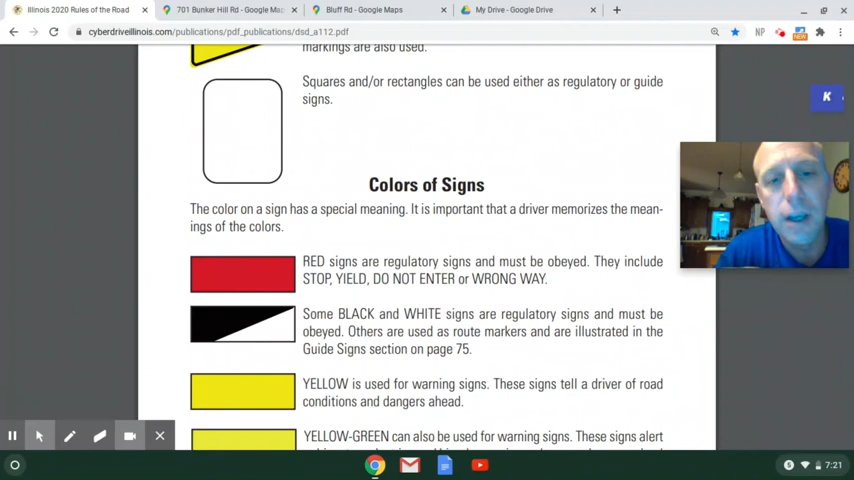 Illinois 2020 Rules of the Road
701 Bunker Hill Rd - Google Map
Bluff Rd - Google Maps
My Drive - Google Drive
cyberdriveillinois.com/publications/pdf_publications/dsd_a112.pdf
NP
NEW
markings are also used.
Squares and/or rectangles can be used either as regulatory or guide
signs.
K
Colors of Signs
The color on a sign has a special meaning. It is important that a driver memorizes the mean-
ings of the colors.
RED signs are regulatory signs and must be obeyed. They include
STOP, YIELD, DO NOT ENTER or WRONG WAY.
Some BLACK and WHITE signs are regulatory signs and must be
obeyed. Others are used as route markers and are illustrated in the
Guide Signs section on page 75.
YELLOW is used for warning signs. These signs tell a driver of road
conditions and dangers ahead.
YELLOW-GREEN can also be used for warning signs. These signs alert
7:21